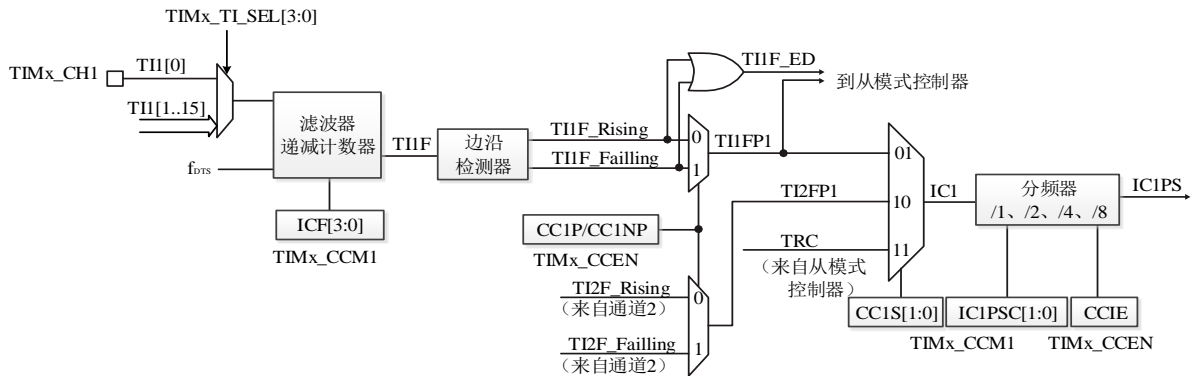 TIMx_TI_SEL[3:0]
TIMx_CH1
TI1[0]
TI1[1..15]
fDTS
滤波器
递减计数器
ICF[3:0]
TIMx_CCM1
TI1F
边沿
检测器
TI1F_Rising
TI1F_Failling
TI1F_ED
到从模式控制器
0
1
TI1FP1
CC1P/CC1NP
TIMx_CCEN
TI2F_Rising
(来自通道2)
TI2F_Failling
(来自通道2)
0
1
TI2FP1
TRC
(来自从模式
控制器)
01
10
11
IC1
分频器
/1、/2、/4、/8
IC1PS
CC1S[1:0]
IC1PSC[1:0]
CCIE
TIMx_CCM1
TIMx_CCEN